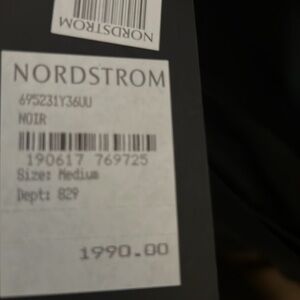 NORDSTROM
NORDSTROM
695231Y36UU
NOIR
190617 769725
Size: Medium
Dept: 829
1990.00